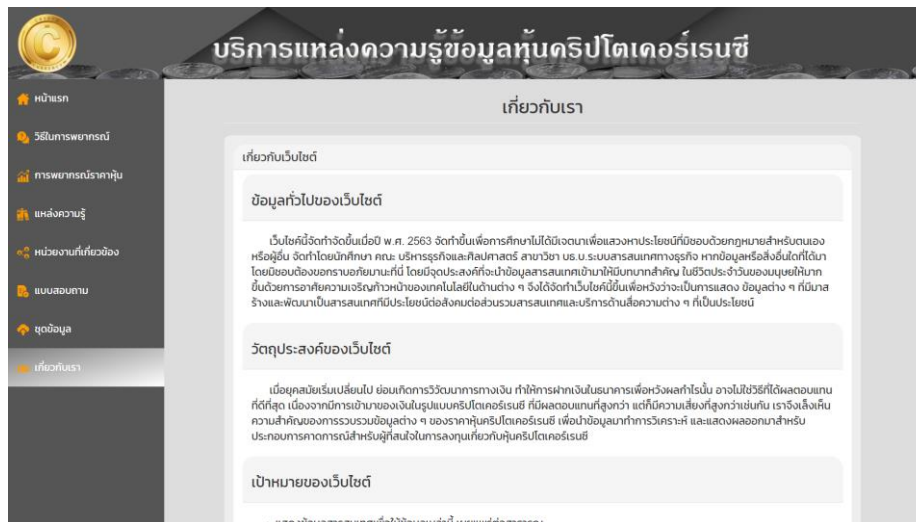 บริการแหล่งความรู้ข้อมูลหุ้นคริปโตเคอร์เรนซี
หน้าแรก
วิธีในการพยากรณ์
การพยากรณ์ราคาหุ้น
แหล่งความรู้
หน่วยงานที่เกี่ยวข้อง
แบบสอบถาม
ชุดข้อมูล
เกี่ยวกับเรา
เกี่ยวกับเรา
เกี่ยวกับเว็บไซต์
ข้อมูลทั่วไปของเว็บไซต์
เว็บไซค์นี้จัดทำจัดขึ้นเมื่อปี พ.ศ. 2563 จัดทำขึ้นเพื่อการศึกษาไม่ได้มีเจตนาเพื่อแสวงหาประโยชน์ที่มิชอบด้วยกฎหมายสำหรับตนเอง
หรือผู้อื่น จัดทำโดยนักศึกษา คณะ บริหารธุรกิจและศิลปศาสตร์ สาขาวิชา บธ.บ.ระบบสารสนเทศทางธุรกิจ หากข้อมูลหรือสิ่งอื่นใดที่ได้มา
โดยมิชอบต้องขอกราบอภัยมานะที่นี่ โดยมีจุดประสงค์ที่จะนำข้อมูลสารสนเทศเข้ามาให้มีบทบาทสำคัญ ในชีวิตประจำวันของมนุษย์ให้มาก
ขึ้นด้วยการอาศัยความเจริญก้าวหน้าของเทคโนโลยีในด้านต่าง ๆ จึงได้จัดทำเว็บไซค์นี้ขึ้นเพื่อหวังว่าจะเป็นการแสดง ข้อมูลต่าง ๆ ที่มีมาส
ร้างและพัฒนาเป็นสารสนเทศที่มีประโยชน์ต่อสังคมต่อส่วนรวมสารสนเทศและบริการด้านสื่อความต่าง ๆ ที่เป็นประโยชน์
วัตถุประสงค์ของเว็บไซต์
เมื่อยุคสมัยเริ่มเปลี่ยนไป ย่อมเกิดการวิวัฒนาการทางเงิน ทำให้การฝากเงินในธนาคารเพื่อหวังผลกำไรนั้น อาจไม่ใช่วิธีที่ได้ผลตอบแทน
ที่ดีที่สุด เนื่องจากมีการเข้ามาของเงินในรูปแบบคริปโตเคอร์เรนซี ที่มีผลตอบแทนที่สูงกว่า แต่ก็มีความเสี่ยงที่สูงกว่าเช่นกัน เราจึงเล็งเห็น
ความสำคัญของการรวบรวมข้อมูลต่าง ๆ ของราคาหุ้นคริปโตเคอร์เรนซี เพื่อนำข้อมูลมาทำการวิเคราะห์ และแสดงผลออกมาสำหรับ
ประกอบการคาดการณ์สำหรับผู้ที่สนใจในการลงทุนเกี่ยวกับหุ้นคริปโตเคอร์เรนซี
เป้าหมายของเว็บไซต์